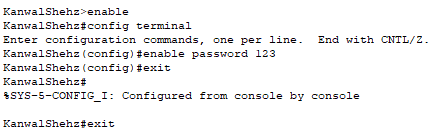 KanwalShehz>enable
KanwalShehz#config terminal
Enter configuration commands, one per line.  End with CNTL/Z.
KanwalShehz(config)#enable password 123
KanwalShehz(config)#exit
KanwalShehz#
%SYS-5-CONFIG_I: Configured from console by console
KanwalShehz#exit